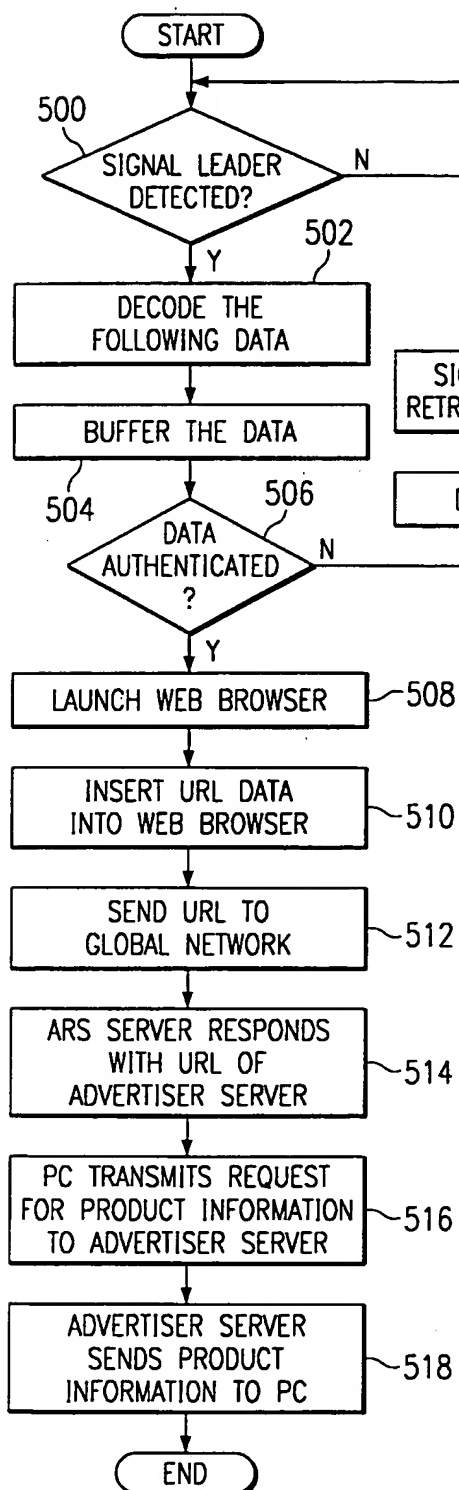 START
500
SIGNAL LEADER
DETECTED?
N
Y
502
DECODE THE
FOLLOWING DATA
BUFFER THE DATA
504
506
DATA
AUTHENTICATED
?
N
Y
LAUNCH WEB BROWSER
508
INSERT URL DATA
INTO WEB BROWSER
510
SEND URL TO
GLOBAL NETWORK
512
ARS SERVER RESPONDS
WITH URL OF
ADVERTISER SERVER
514
PC TRANSMITS REQUEST
FOR PRODUCT INFORMATION
TO ADVERTISER SERVER
516
ADVERTISER SERVER
SENDS PRODUCT
INFORMATION TO PC
518
END